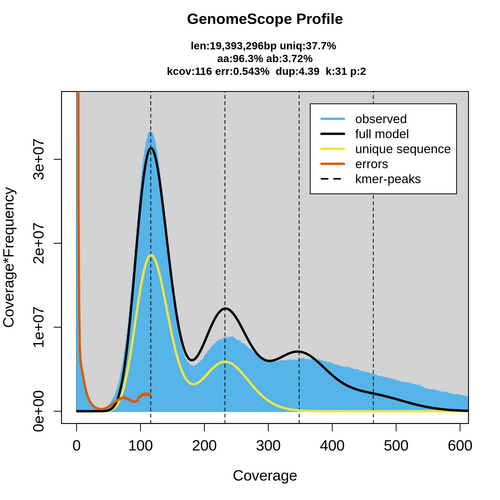 GenomeScope Profile
len:19,393,296bp uniq:37.7%
aa:96.3% ab:3.72%
kcov:116 err:0.543% dup:4.39 k:31 p:2
observed
full model
unique sequence
errors
kmer-peaks
Coverage*Frequency
3e+07
2e+07
1e+07
0e+00
0 100 200 300 400 500 600
Coverage